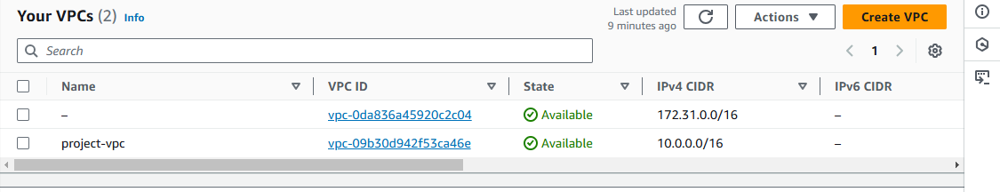 Your VPCs (2) Info
Last updated
9 minutes ago
Actions
Create VPC
Search
1
Name VPC ID State IPv4 CIDR IPv6 CIDR
– vpc-0da836a45920c2c04 Available 172.31.0.0/16 –
project-vpc vpc-09b30d942f53ca46e Available 10.0.0.0/16 –